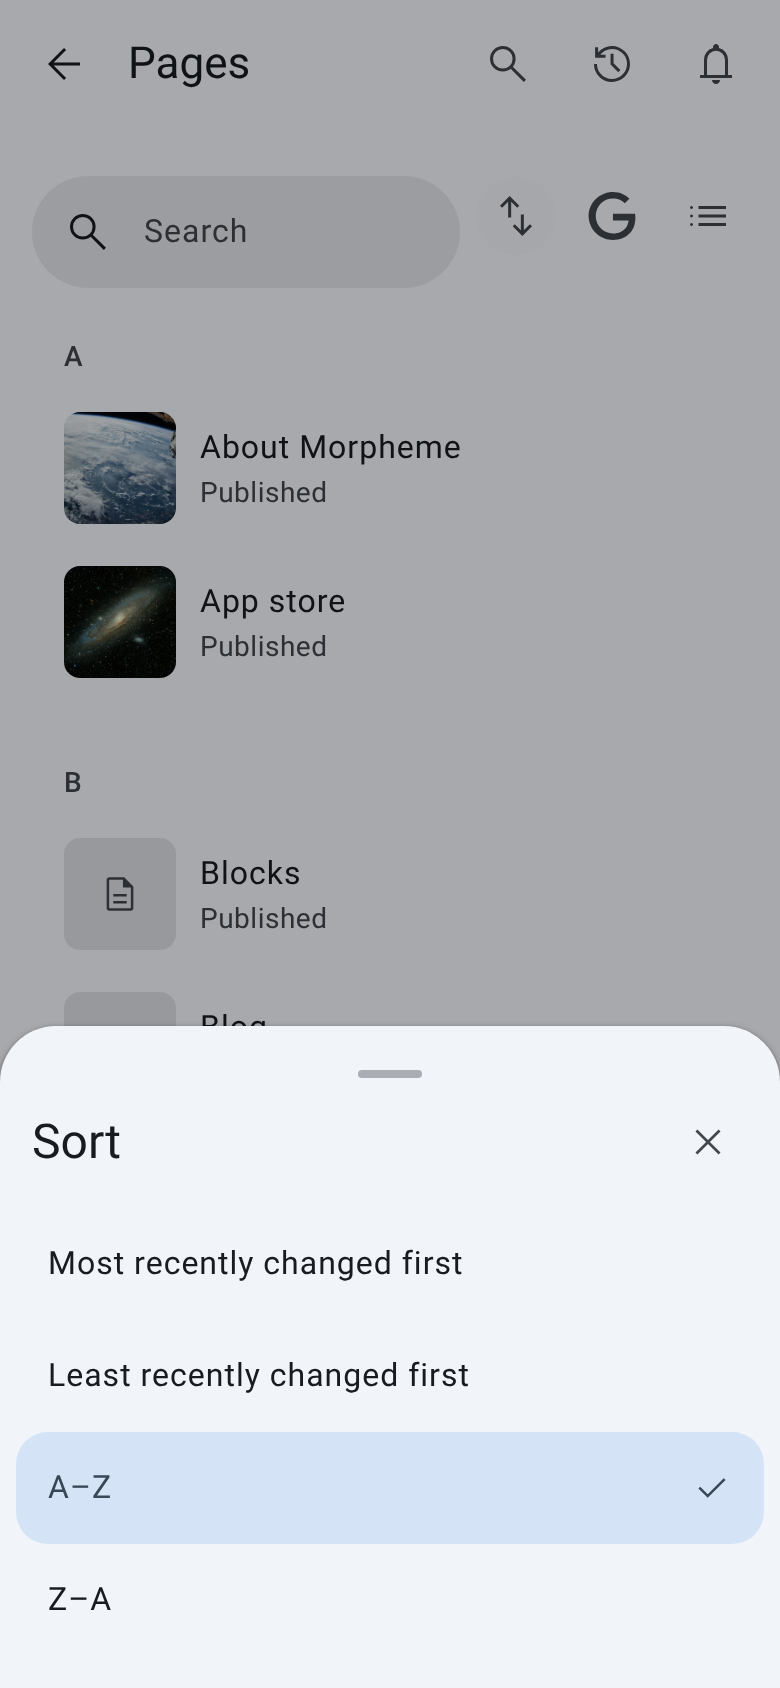 Pages
Search
A
About Morpheme
Published
App store
Published
B
Blocks
Published
Blog
Sort
Most recently changed first
Least recently changed first
A–Z
Z–A